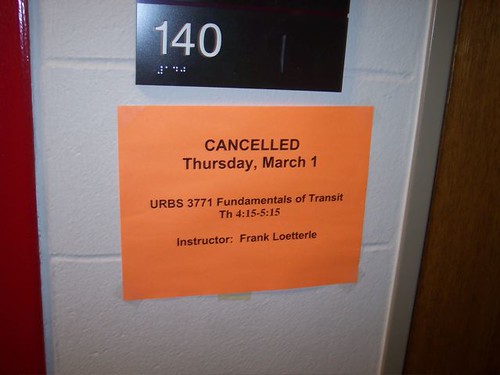 140
CANCELLED
Thursday, March 1
URBS 3771 Fundamentals of Transit
Th 4:15-5:15
Instructor: Frank Loetterle